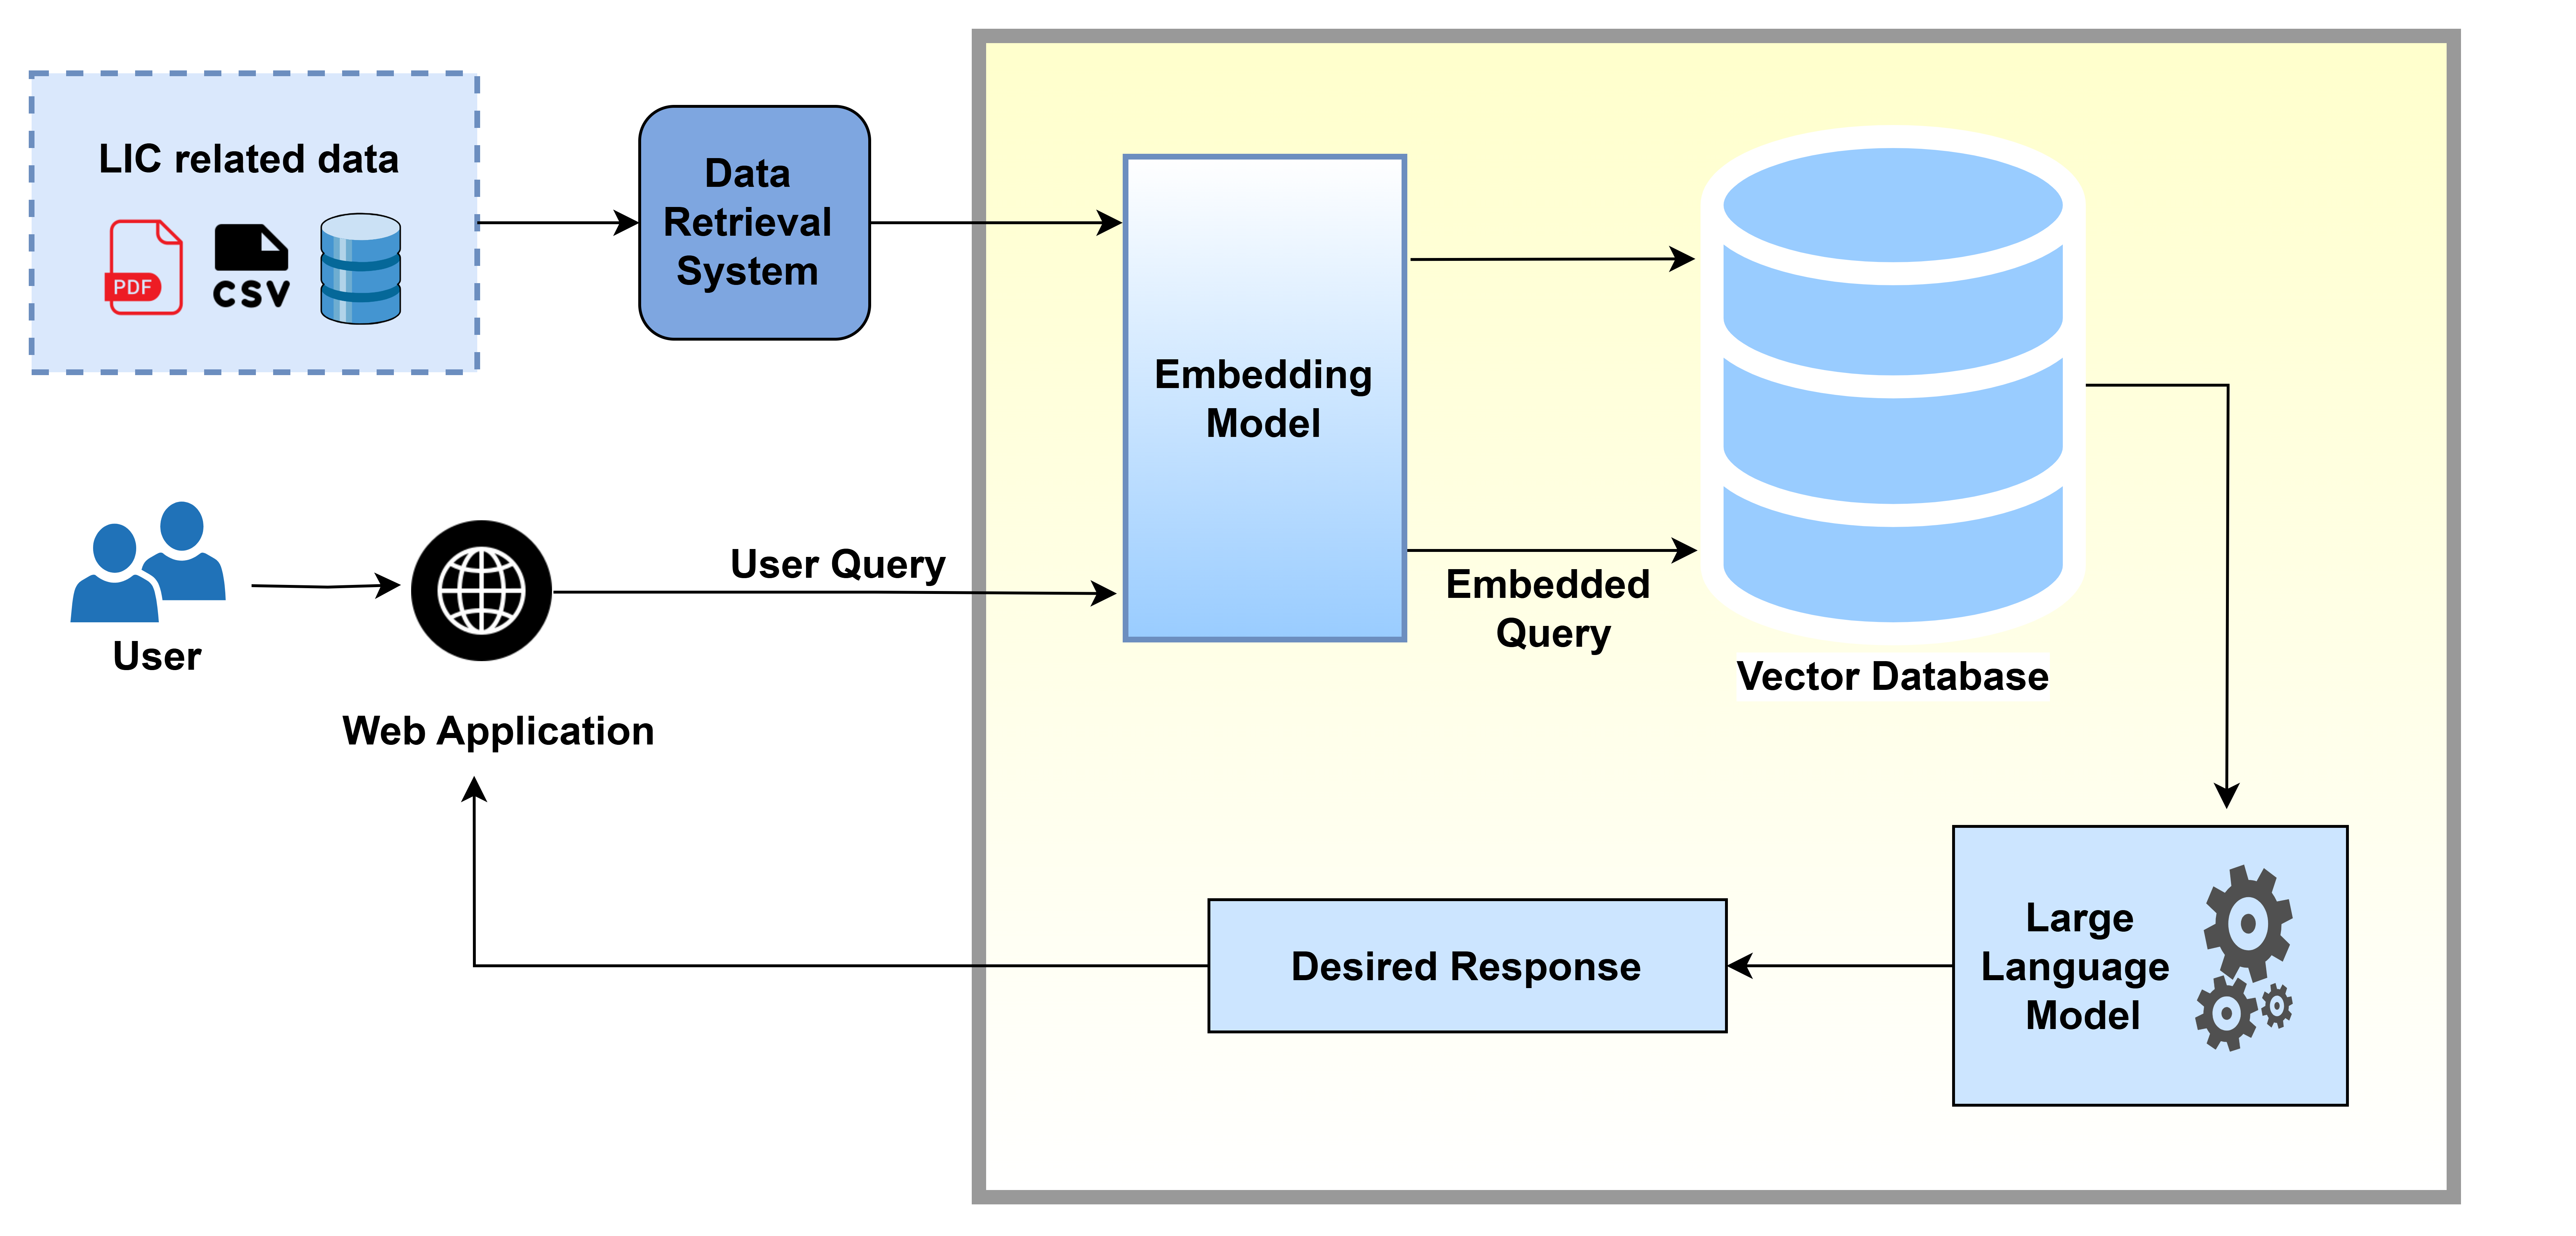 LIC related data
PDF
CSV
Data
Retrieval
System
Embedding
Model
User Query
Embedded
Query
Vector Database
User
Web Application
Desired Response
Large
Language
Model